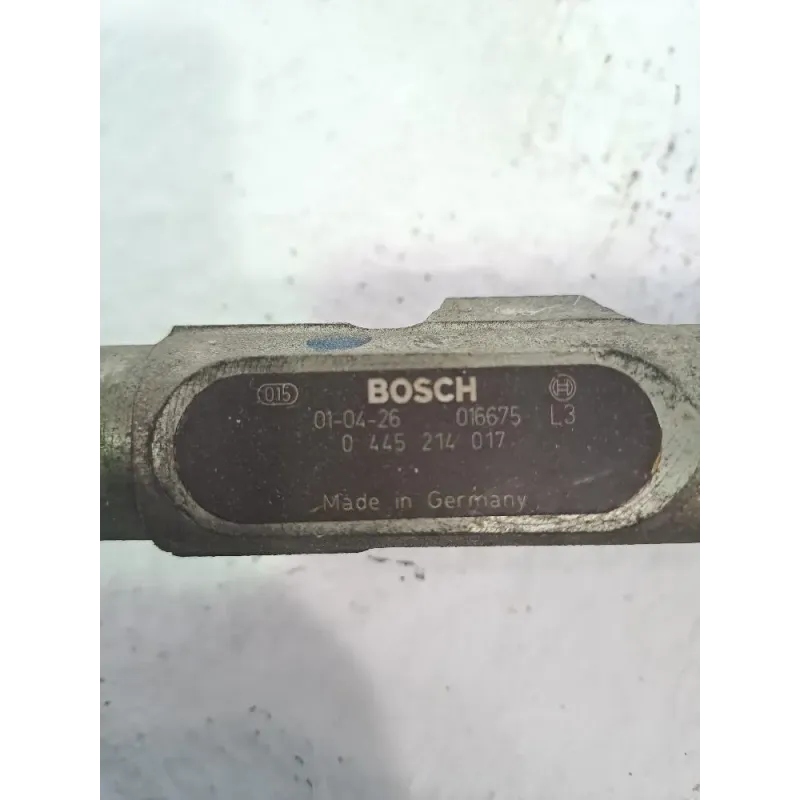 015 BOSCH
01-04-26 016675 L3
0 445 214 017
Made in Germany